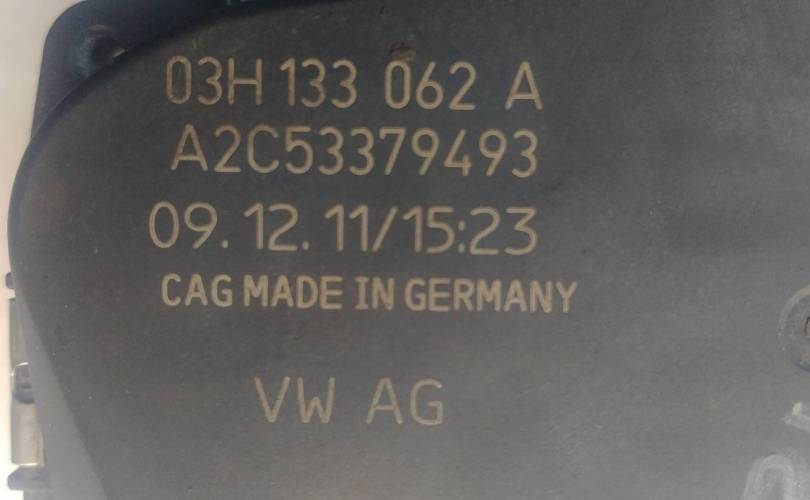 03H 133 062 A
A2C53379493
09.12.11/15:23
CAG MADE IN GERMANY
VW AG